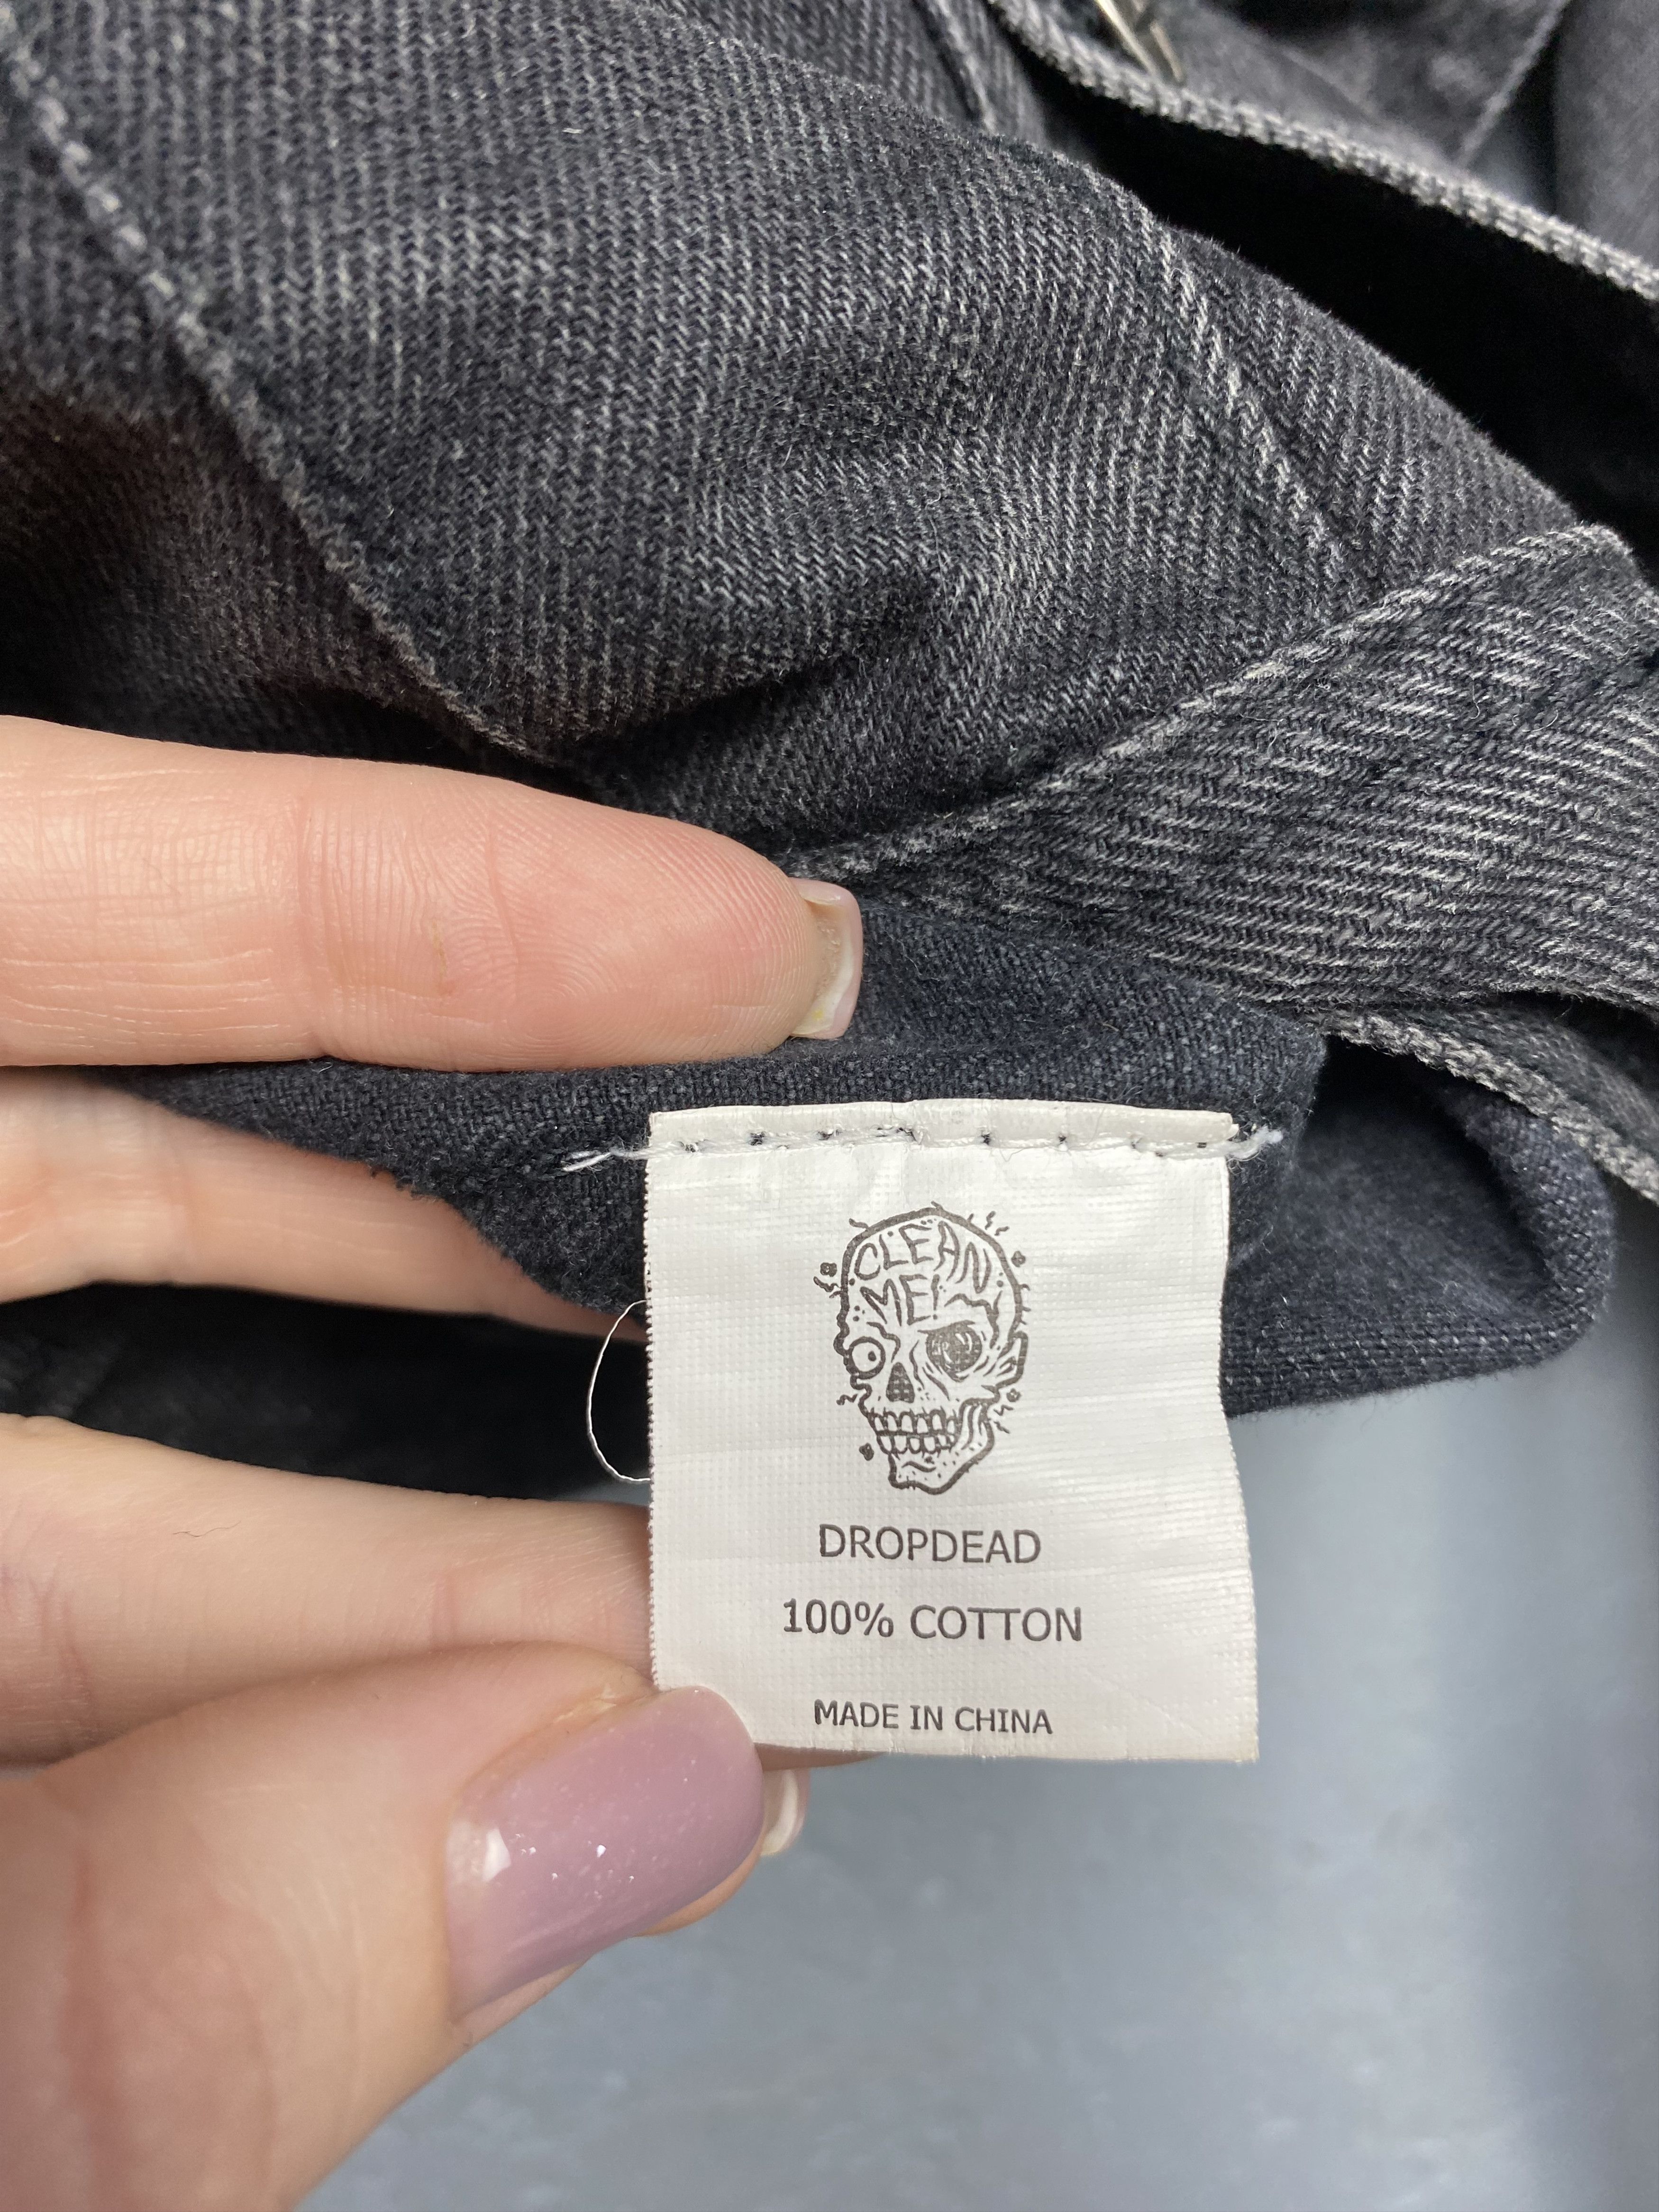 CLEAN
ME!
DROPDEAD
100% COTTON
MADE IN CHINA